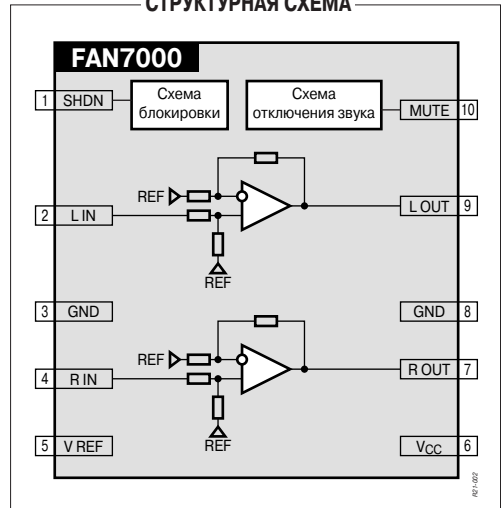 СТРУКТУРНАЯ СХЕМА
FAN7000
1 SHDN
Схема
блокировки
Схема
отключения звука
MUTE 10
REF
2 L IN
L OUT 9
REF
3 GND
GND 8
REF
4 R IN
R OUT 7
REF
5 V REF
VCC 6
R21-002